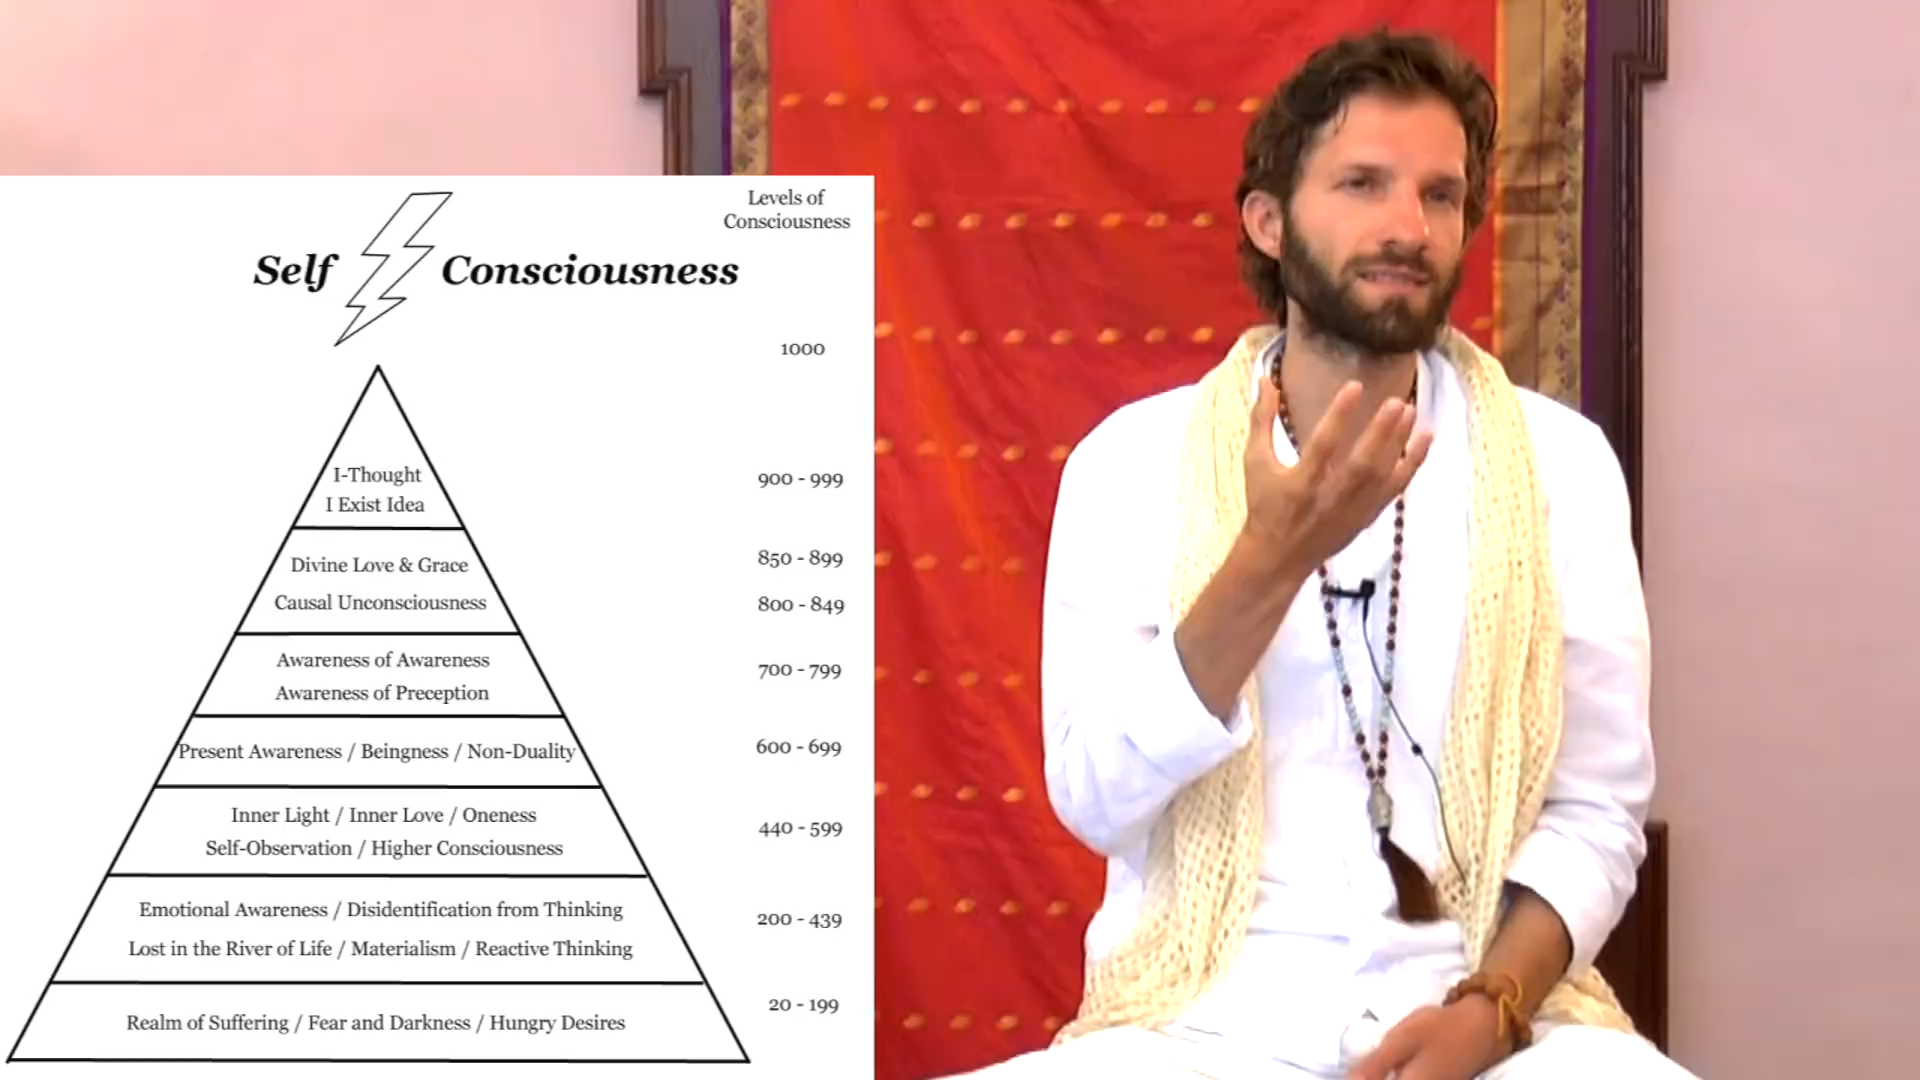 Levels of
Consciousness
Self Consciousness
1000
I-Thought
I Exist Idea
900 - 999
Divine Love & Grace
850 - 899
Causal Unconsciousness
800 - 849
Awareness of Awareness
Awareness of Preception
700 - 799
Present Awareness / Beingness / Non-Duality
600 - 699
Inner Light / Inner Love / Oneness
Self-Observation / Higher Consciousness
440 - 599
Emotional Awareness / Disidentification from Thinking
Lost in the River of Life / Materialism / Reactive Thinking
200 - 439
Realm of Suffering / Fear and Darkness / Hungry Desires
20 - 199